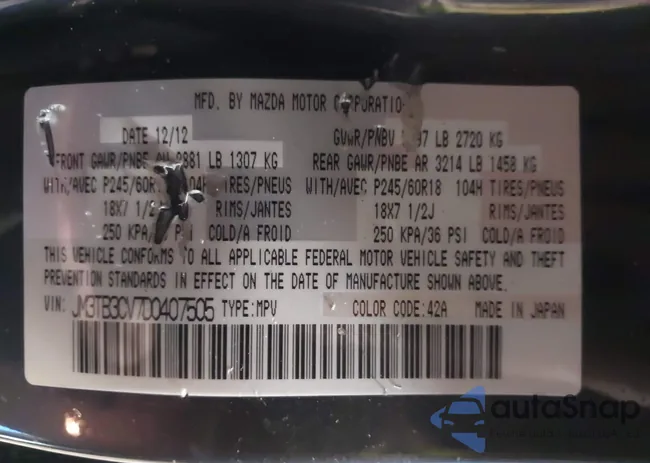 MFD. BY MAZDA MOTOR
DATE 12/12 GVWR/PNBV LB 2720 KG
FRONT GAWR/PNBE AV 2881 LB 1307 KG REAR GAWR/PNBE AR 3214 LB 1458 KG
WITH/AVEC TIRES/PNEUS WITH/AVEC P245/60R18 104H TIRES/PNEUS
18X7 1/2J RIMS/JANTES 18X7 1/2J RIMS/JANTES
250 KPA/ PSI COLD/A FROID 250 KPA/36 PSI COLD/A FROID
THIS VEHICLE CONFORMS TO ALL APPLICABLE FEDERAL MOTOR VEHICLE SAFETY AND THEFT
PREVENTION STANDARDS IN EFFECT ON THE DATE OF MANUFACTURE SHOWN ABOVE.
VIN: JM3TB3CV7D0407505 TYPE:MPV COLOR CODE:42A MADE IN JAPAN
autoSnap